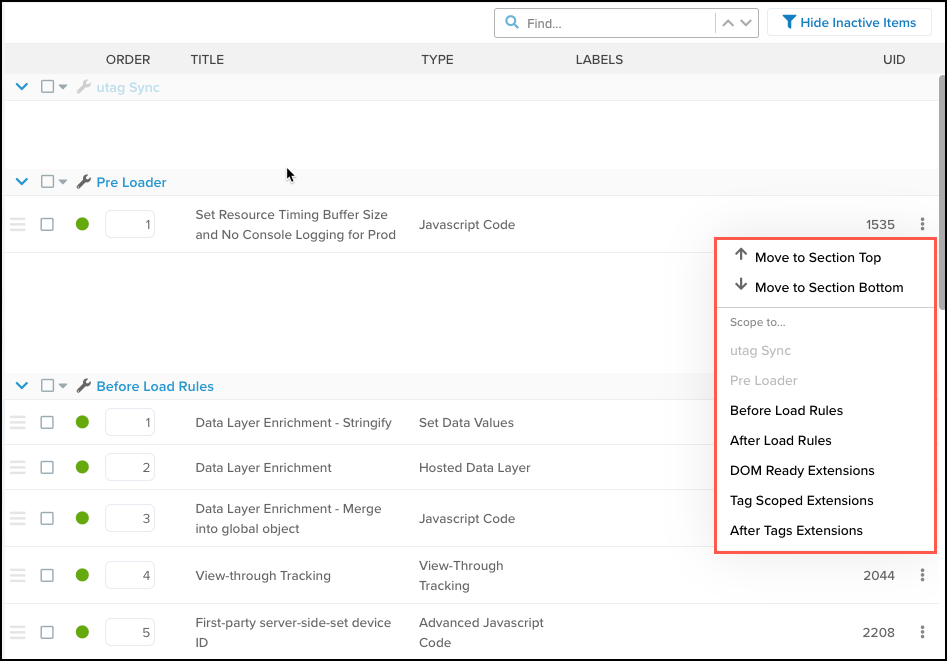 Find...
Hide Inactive Items
ORDER TITLE TYPE LABELS UID
utag Sync
Pre Loader
1 Set Resource Timing Buffer Size
and No Console Logging for Prod
Javascript Code 1535
Move to Section Top
Move to Section Bottom
Scope to...
utag Sync
Pre Loader
Before Load Rules
After Load Rules
DOM Ready Extensions
Tag Scoped Extensions
After Tags Extensions
Before Load Rules
1 Data Layer Enrichment - Stringify Set Data Values
2 Data Layer Enrichment Hosted Data Layer
3 Data Layer Enrichment - Merge
into global object
Javascript Code
4 View-through Tracking
View-Through
Tracking
2044
5 First-party server-side-set device
ID
Advanced Javascript
Code
2208